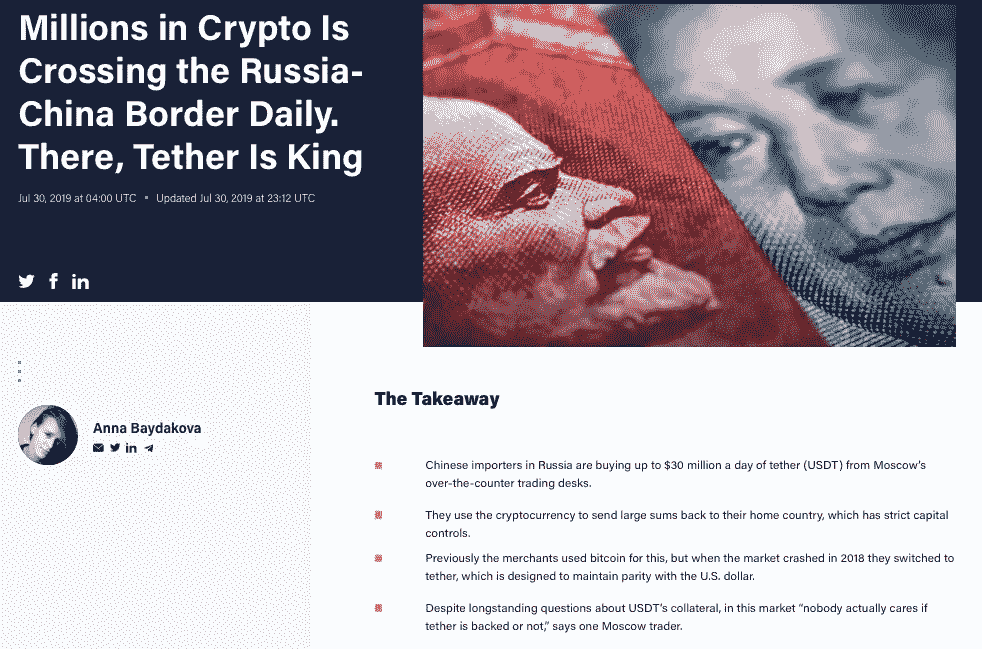 Millions in Crypto Is
Crossing the Russia-
China Border Daily.
There, Tether Is King
Jul 30, 2019 at 04:00 UTC • Updated Jul 30, 2019 at 23:12 UTC
Anna Baydakova
The Takeaway
Chinese importers in Russia are buying up to $30 million a day of tether (USDT) from Moscow's
over-the-counter trading desks.
They use the cryptocurrency to send large sums back to their home country, which has strict capital
controls.
Previously the merchants used bitcoin for this, but when the market crashed in 2018 they switched to
tether, which is designed to maintain parity with the U.S. dollar.
Despite longstanding questions about USDT's collateral, in this market “nobody actually cares if
tether is backed or not,” says one Moscow trader.